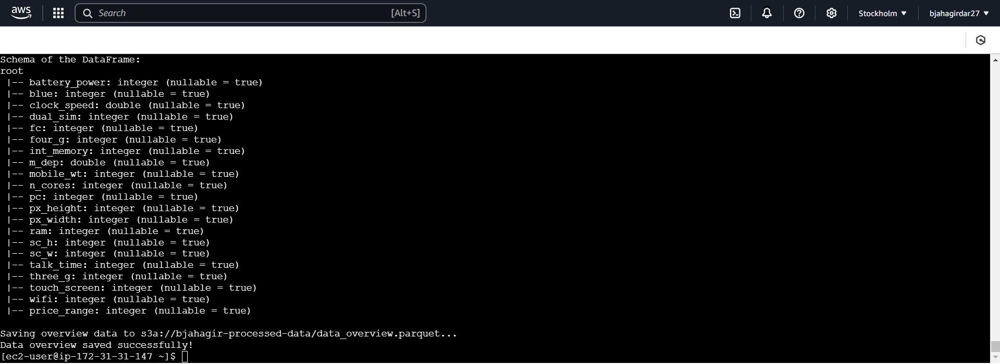 aws Search [Alt+S] Stockholm bjahagirdar27
Schema of the DataFrame:
root
 |-- battery_power: integer (nullable = true)
 |-- blue: integer (nullable = true)
 |-- clock_speed: double (nullable = true)
 |-- dual_sim: integer (nullable = true)
 |-- fc: integer (nullable = true)
 |-- four_g: integer (nullable = true)
 |-- int_memory: integer (nullable = true)
 |-- m_dep: double (nullable = true)
 |-- mobile_wt: integer (nullable = true)
 |-- n_cores: integer (nullable = true)
 |-- pc: integer (nullable = true)
 |-- px_height: integer (nullable = true)
 |-- px_width: integer (nullable = true)
 |-- ram: integer (nullable = true)
 |-- sc_h: integer (nullable = true)
 |-- sc_w: integer (nullable = true)
 |-- talk_time: integer (nullable = true)
 |-- three_g: integer (nullable = true)
 |-- touch_screen: integer (nullable = true)
 |-- wifi: integer (nullable = true)
 |-- price_range: integer (nullable = true)
Saving overview data to s3a://bjahagir-processed-data/data_overview.parquet...
Data overview saved successfully!
[ec2-user@ip-172-31-31-147 ~]$